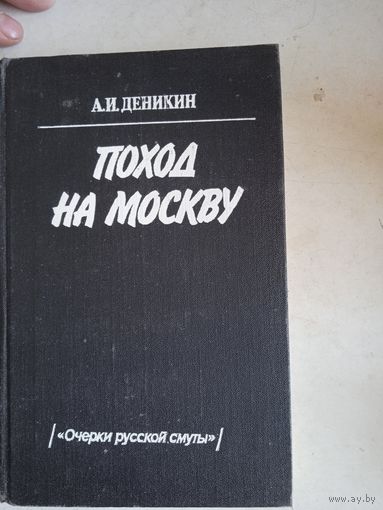 А.И. ДЕНИКИН
ПОХОД
НА МОСКВУ
/«Очерки русской смуты»/
www.ay.by